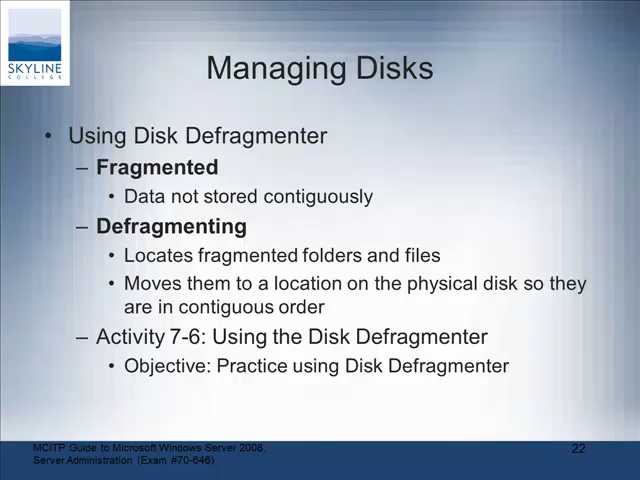 SKYLINE
COLLEGE
Managing Disks
• Using Disk Defragmenter
– Fragmented
• Data not stored contiguously
– Defragmenting
• Locates fragmented folders and files
• Moves them to a location on the physical disk so they
are in contiguous order
– Activity 7-6: Using the Disk Defragmenter
• Objective: Practice using Disk Defragmenter
MCITP Guide to Microsoft Windows Server 2008,
Server Administration (Exam #70-646)
22